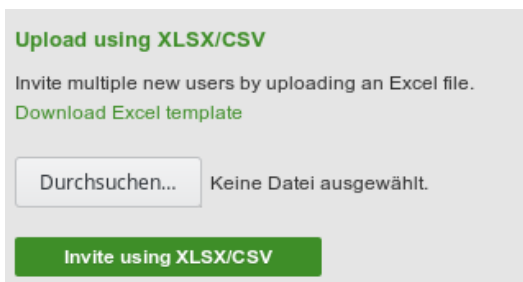 Upload using XLSX/CSV
Invite multiple new users by uploading an Excel file.
Download Excel template
Durchsuchen... Keine Datei ausgewählt.
Invite using XLSX/CSV